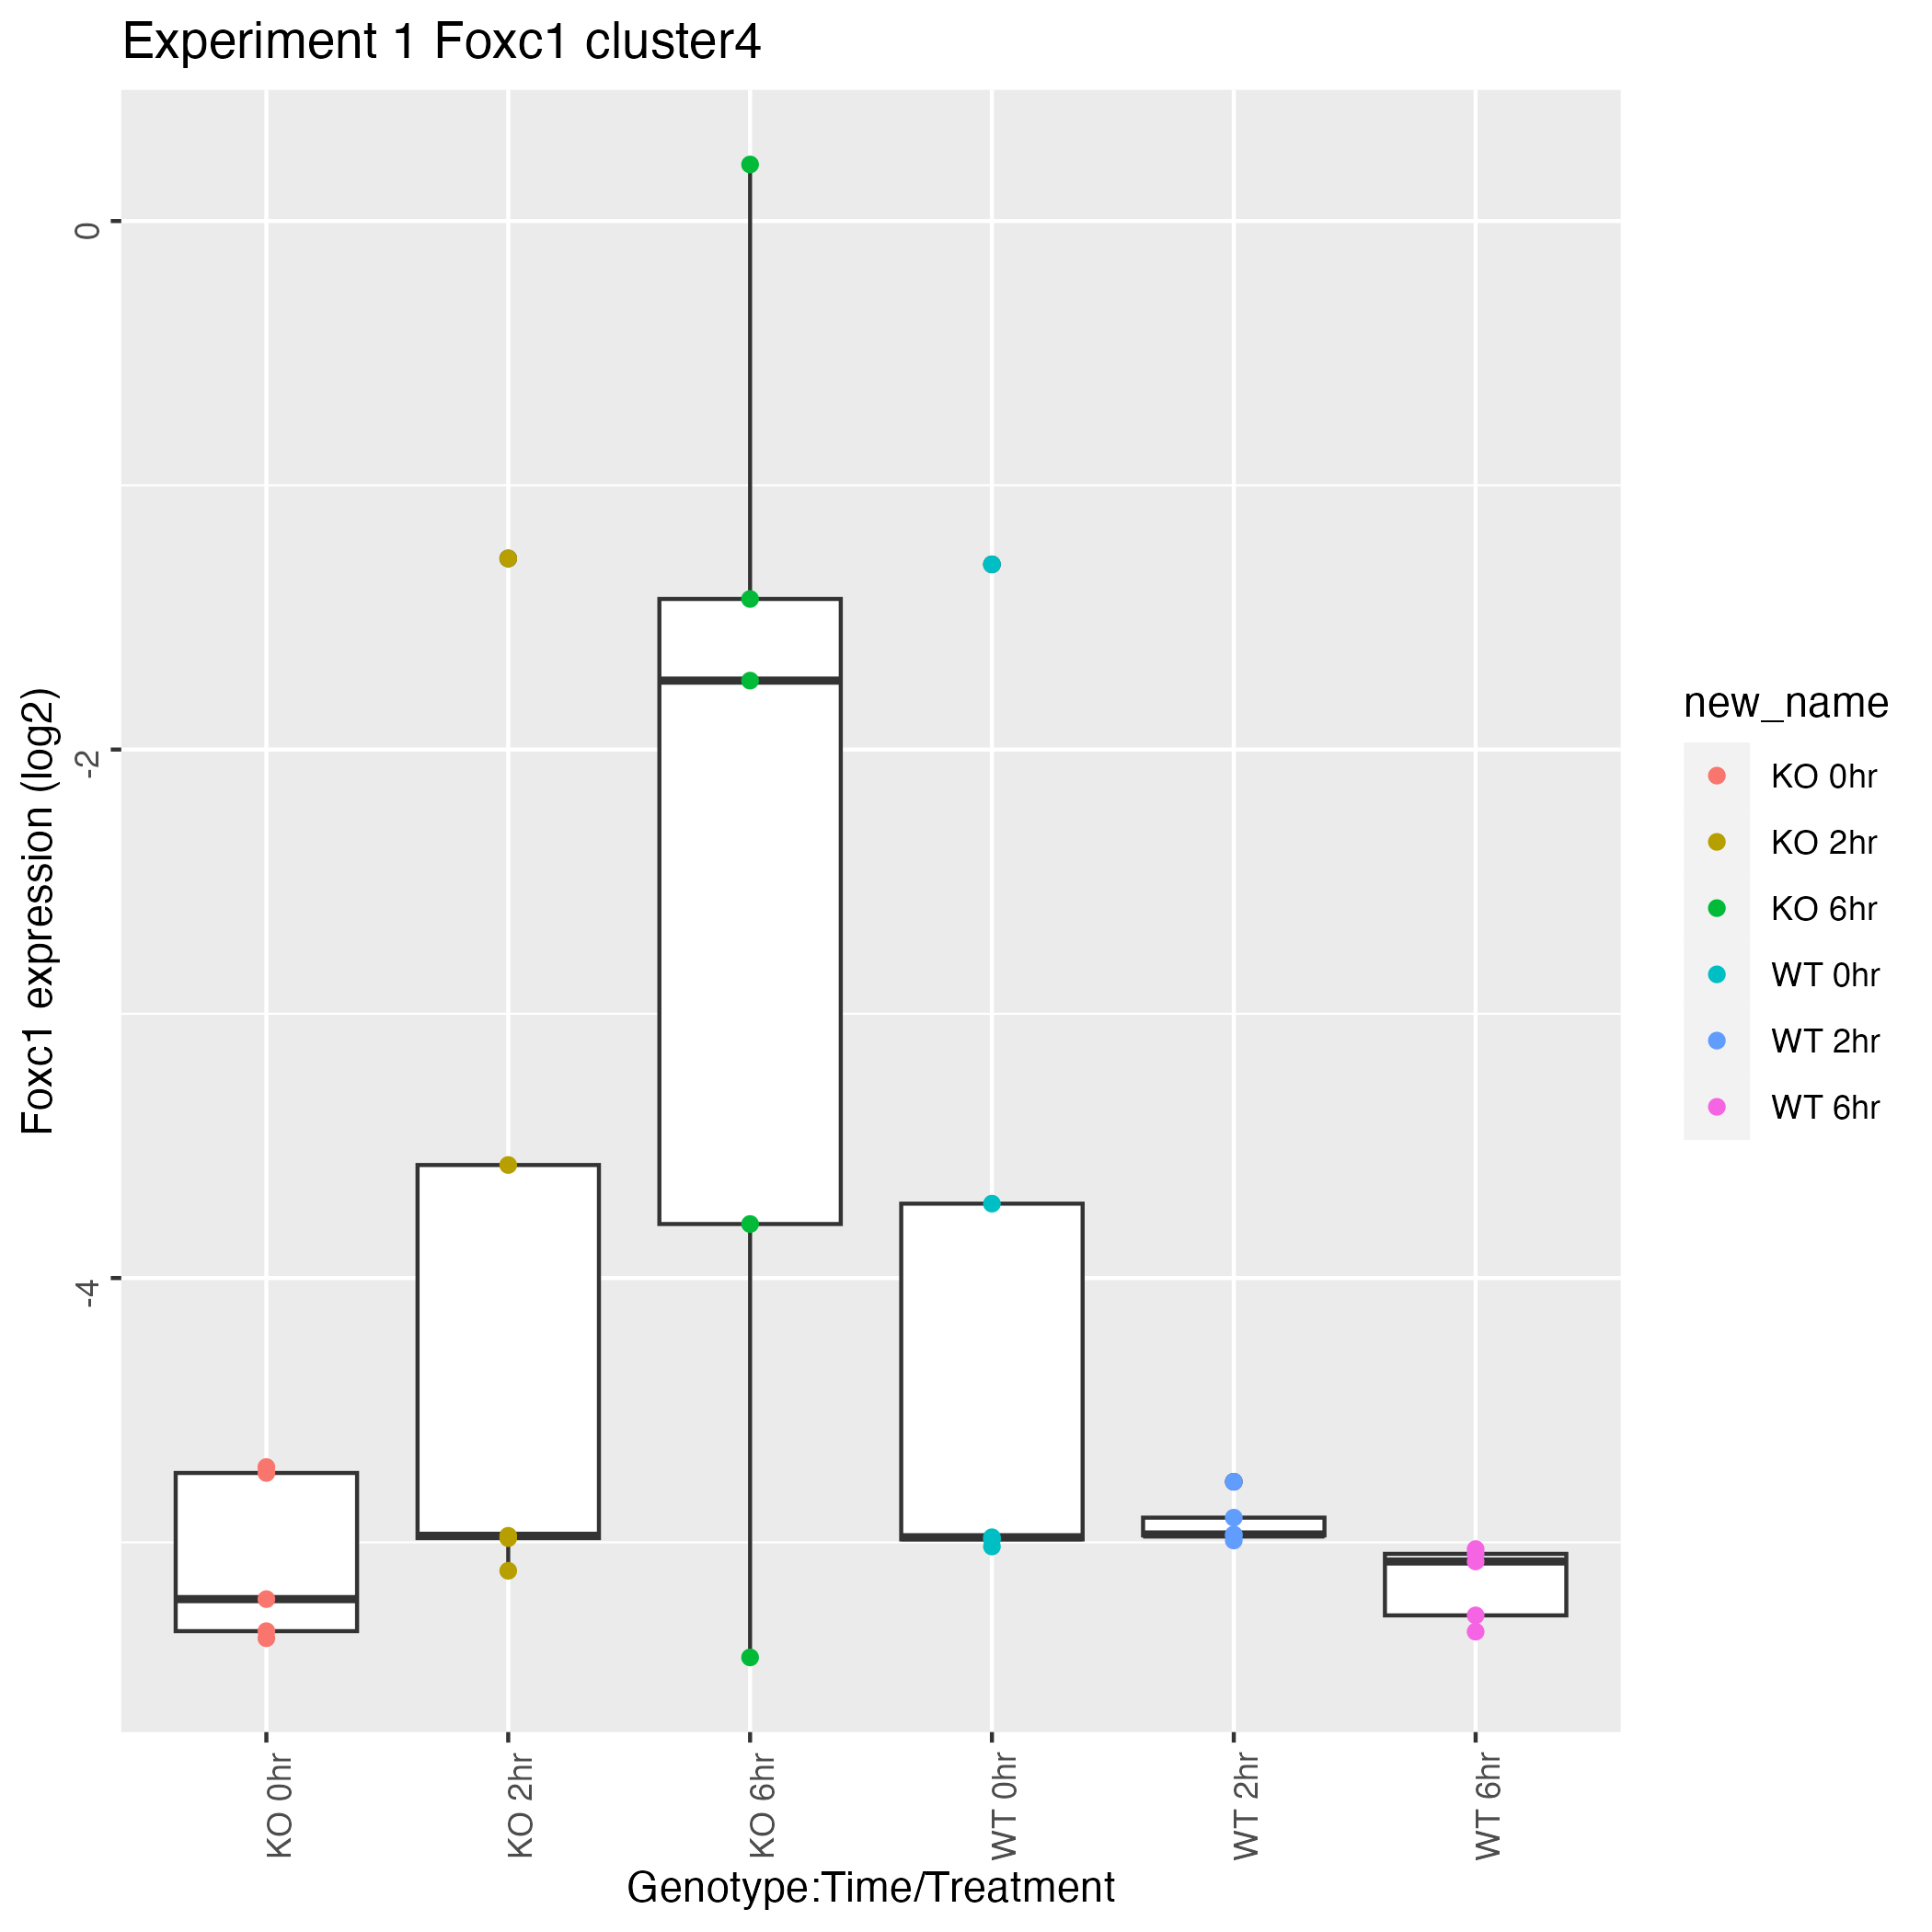 Experiment 1 Foxc1 cluster4
Foxc1 expression (log2)
0
-2
-4
KO 0hr
KO 2hr
KO 6hr
WT 0hr
WT 2hr
WT 6hr
Genotype:Time/Treatment
new_name
KO 0hr
KO 2hr
KO 6hr
WT 0hr
WT 2hr
WT 6hr